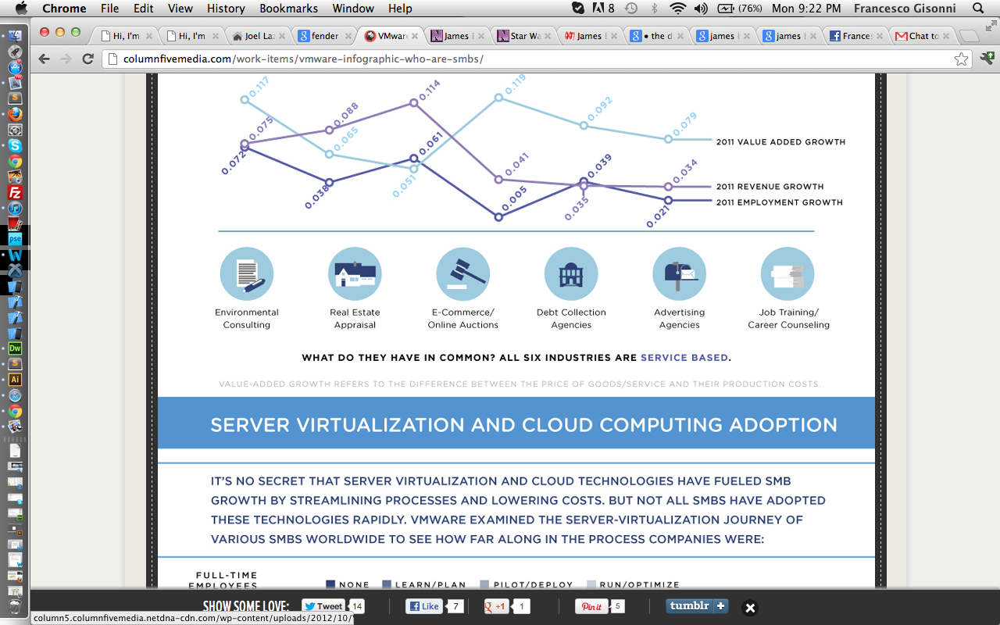 Chrome File Edit View History Bookmarks Window Help
8 (76%) Mon 9:22 PM Francesco Gisonni
Hi, I'm Hi, I'm Joel La fender VMwar James Star Wa James • the d james james Frances Chat to
columnfivemedia.com/work-items/vmware-infographic-who-are-smbs/
0.117 0.075 0.072 0.088 0.065 0.038 0.114 0.061 0.051 0.119 0.041 0.005 0.092 0.039 0.035 0.079 0.034 0.021
2011 VALUE ADDED GROWTH
2011 REVENUE GROWTH
2011 EMPLOYMENT GROWTH
Environmental Consulting
Real Estate Appraisal
E-Commerce/ Online Auctions
Debt Collection Agencies
Advertising Agencies
Job Training/ Career Counseling
WHAT DO THEY HAVE IN COMMON? ALL SIX INDUSTRIES ARE SERVICE BASED.
VALUE-ADDED GROWTH REFERS TO THE DIFFERENCE BETWEEN THE PRICE OF GOODS/SERVICE AND THEIR PRODUCTION COSTS.
SERVER VIRTUALIZATION AND CLOUD COMPUTING ADOPTION
IT'S NO SECRET THAT SERVER VIRTUALIZATION AND CLOUD TECHNOLOGIES HAVE FUELED SMB
GROWTH BY STREAMLINING PROCESSES AND LOWERING COSTS. BUT NOT ALL SMBS HAVE ADOPTED
THESE TECHNOLOGIES RAPIDLY. VMWARE EXAMINED THE SERVER-VIRTUALIZATION JOURNEY OF
VARIOUS SMBS WORLDWIDE TO SEE HOW FAR ALONG IN THE PROCESS COMPANIES WERE:
FULL-TIME
EMPLOYEES NONE LEARN/PLAN PILOT/DEPLOY RUN/OPTIMIZE
SHOW SOME LOVE: Tweet 14 Like 7 +1 1 Pin it 5 tumblr +
column5.columnfivemedia.netdna-cdn.com/wp-content/uploads/2012/10/
Fz
pse
W
Dw
Ai